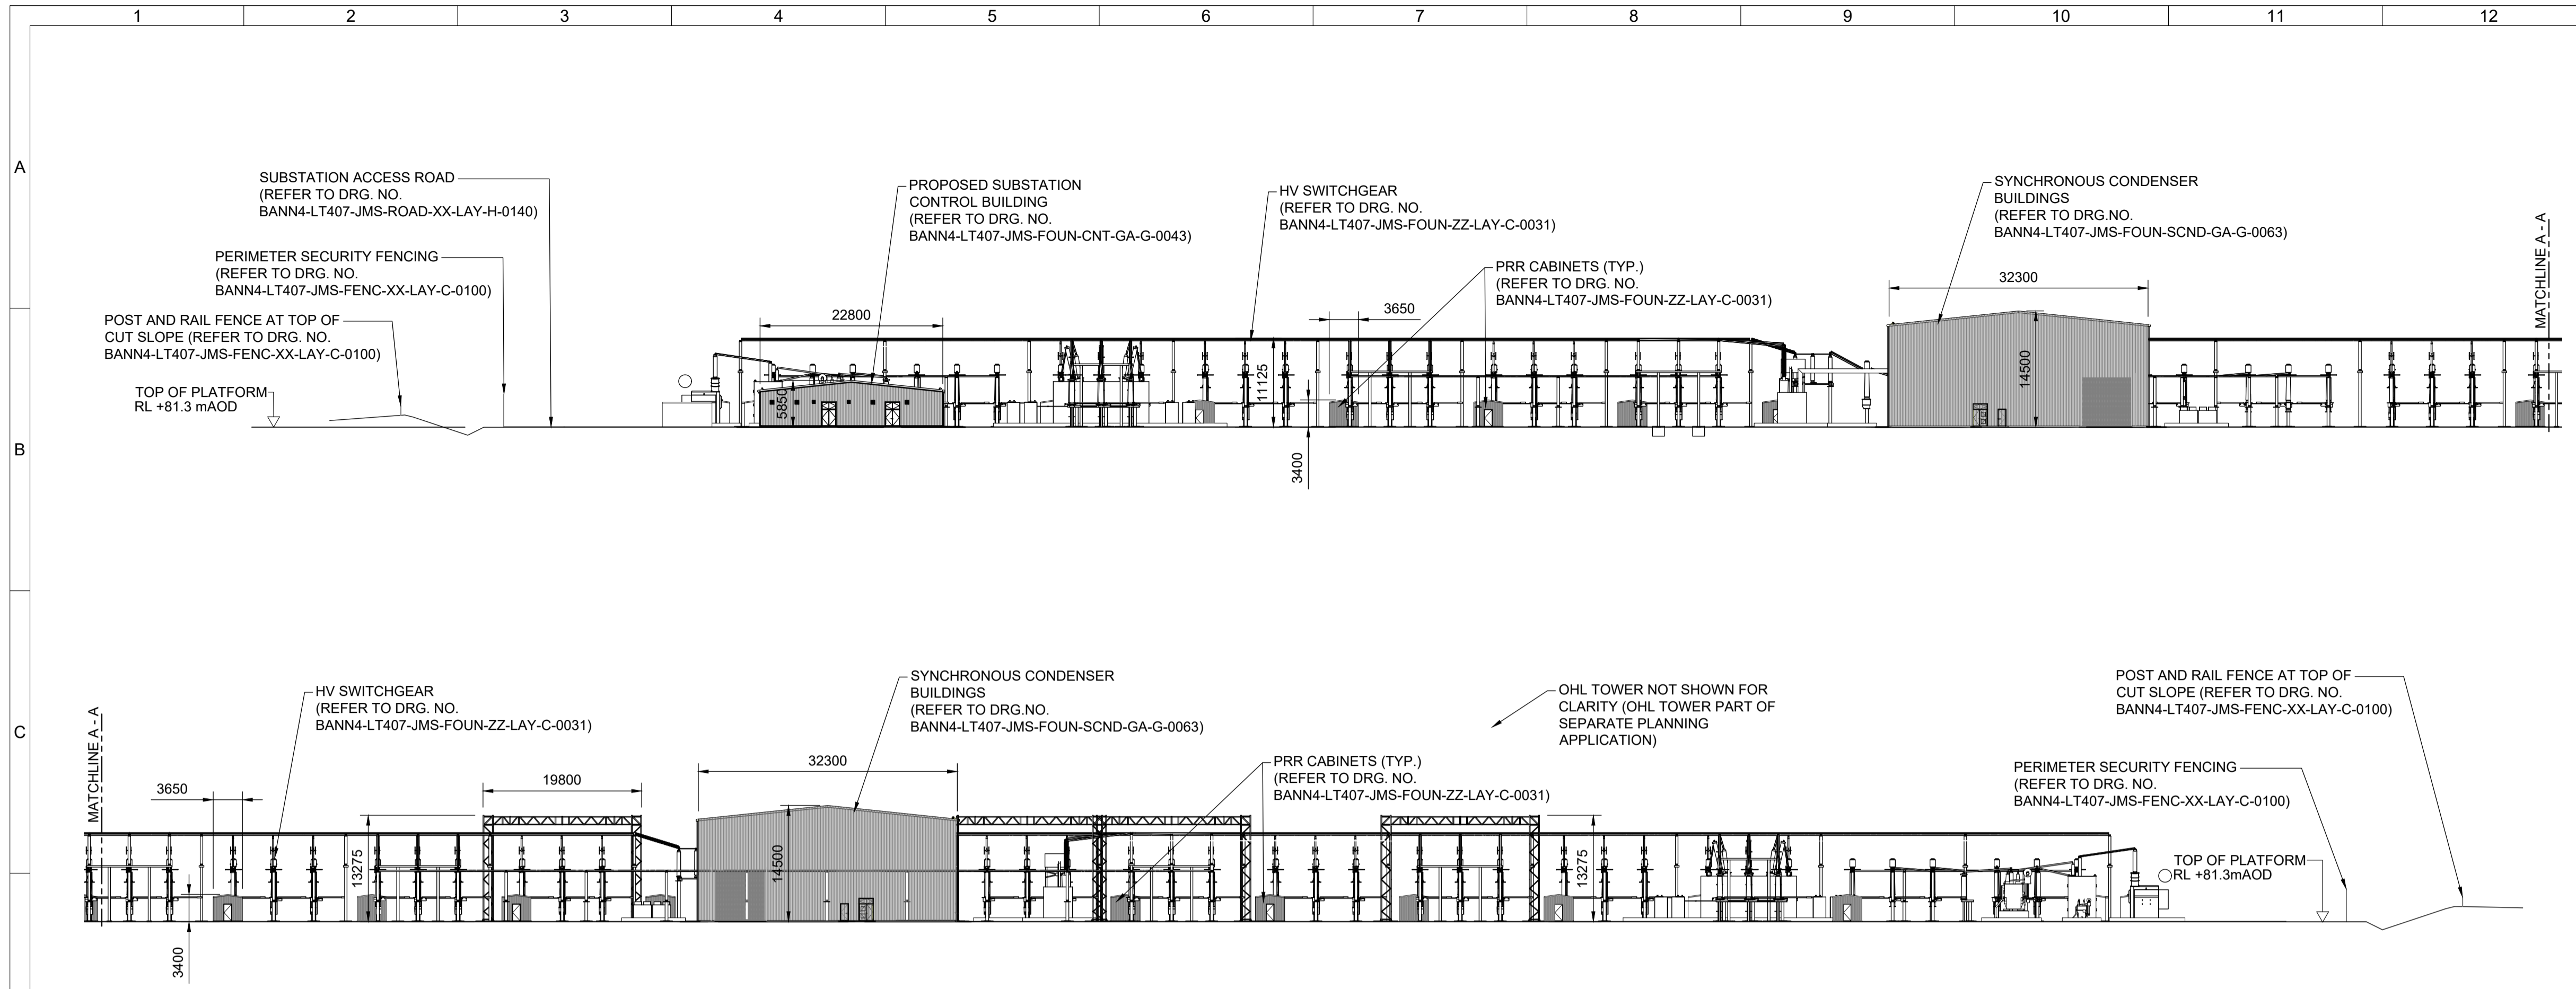 1 2 3 4 5 6 7 8 9 10 11 12
A
SUBSTATION ACCESS ROAD
(REFER TO DRG. NO.
BANN4-LT407-JMS-ROAD-XX-LAY-H-0140)
PERIMETER SECURITY FENCING
(REFER TO DRG. NO.
BANN4-LT407-JMS-FENC-XX-LAY-C-0100)
POST AND RAIL FENCE AT TOP OF
CUT SLOPE (REFER TO DRG. NO.
BANN4-LT407-JMS-FENC-XX-LAY-C-0100)
TOP OF PLATFORM
RL +81.3 mAOD
PROPOSED SUBSTATION
CONTROL BUILDING
(REFER TO DRG. NO.
BANN4-LT407-JMS-FOUN-CNT-GA-G-0043)
22800
5850
HV SWITCHGEAR
(REFER TO DRG. NO.
BANN4-LT407-JMS-FOUN-ZZ-LAY-C-0031)
11125
3400
PRR CABINETS (TYP.)
(REFER TO DRG. NO.
BANN4-LT407-JMS-FOUN-ZZ-LAY-C-0031)
3650
SYNCHRONOUS CONDENSER
BUILDINGS
(REFER TO DRG.NO.
BANN4-LT407-JMS-FOUN-SCND-GA-G-0063)
32300
14500
MATCHLINE A - A
B
C
MATCHLINE A - A
3650
3400
HV SWITCHGEAR
(REFER TO DRG. NO.
BANN4-LT407-JMS-FOUN-ZZ-LAY-C-0031)
13275
19800
SYNCHRONOUS CONDENSER
BUILDINGS
(REFER TO DRG.NO.
BANN4-LT407-JMS-FOUN-SCND-GA-G-0063)
32300
14500
PRR CABINETS (TYP.)
(REFER TO DRG. NO.
BANN4-LT407-JMS-FOUN-ZZ-LAY-C-0031)
OHL TOWER NOT SHOWN FOR
CLARITY (OHL TOWER PART OF
SEPARATE PLANNING
APPLICATION)
13275
POST AND RAIL FENCE AT TOP OF
CUT SLOPE (REFER TO DRG. NO.
BANN4-LT407-JMS-FENC-XX-LAY-C-0100)
PERIMETER SECURITY FENCING
(REFER TO DRG. NO.
BANN4-LT407-JMS-FENC-XX-LAY-C-0100)
TOP OF PLATFORM
RL +81.3mAOD